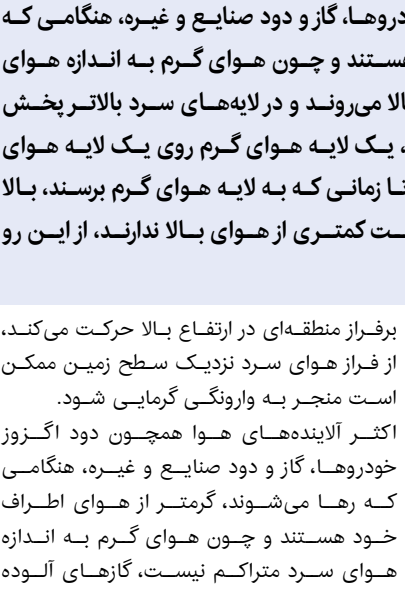 دروها، گاز و دود صنایع و غیره، هنگامی که
هستند و چون هوای گرم به اندازه هوای
الا می‌روند و در لایه‌های سرد بالاتر پخش
، یک لایه هوای گرم روی یک لایه هوای
تا زمانی که به لایه هوای گرم برسند، بالا
ت کمتری از هوای بالا ندارند، از این رو
برفراز منطقه‌ای در ارتفاع بالا حرکت می‌کند،
از فراز هوای سرد نزدیک سطح زمین ممکن
است منجر به وارونگی گرمایی شود.
اکثر آلاینده‌های هوا همچون دود اگزوز
خودروها، گاز و دود صنایع و غیره، هنگامی
که رها می‌شوند، گرمتر از هوای اطراف
خود هستند و چون هوای گرم به اندازه
هوای سرد متراکم نیست، گازهای آلوده